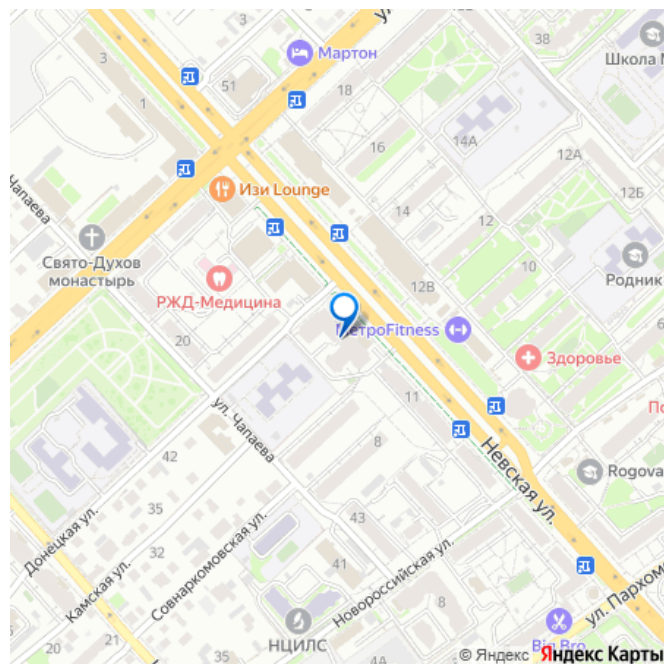 ул.
3
3
38
Школа М
Мартон
51
18
1
14А
16
12А
Чапаева
Изи Lounge
12Б
14
12
Свято-Духов
монастырь
10
Родник
РЖД-Медицина
12В
МетроFitness
20
Здоровье
6
11
По
ул. Чапаева
8
Невская ул.
42
Rogova
35
43
Донецкая ул.
32
Совнаркомовская ул.
41
Камская ул.
Новороссийская ул.
8
ул. Пархом
НЦИЛС
35
6
4А
Big Bro
© Яндекс Яндекс Карты